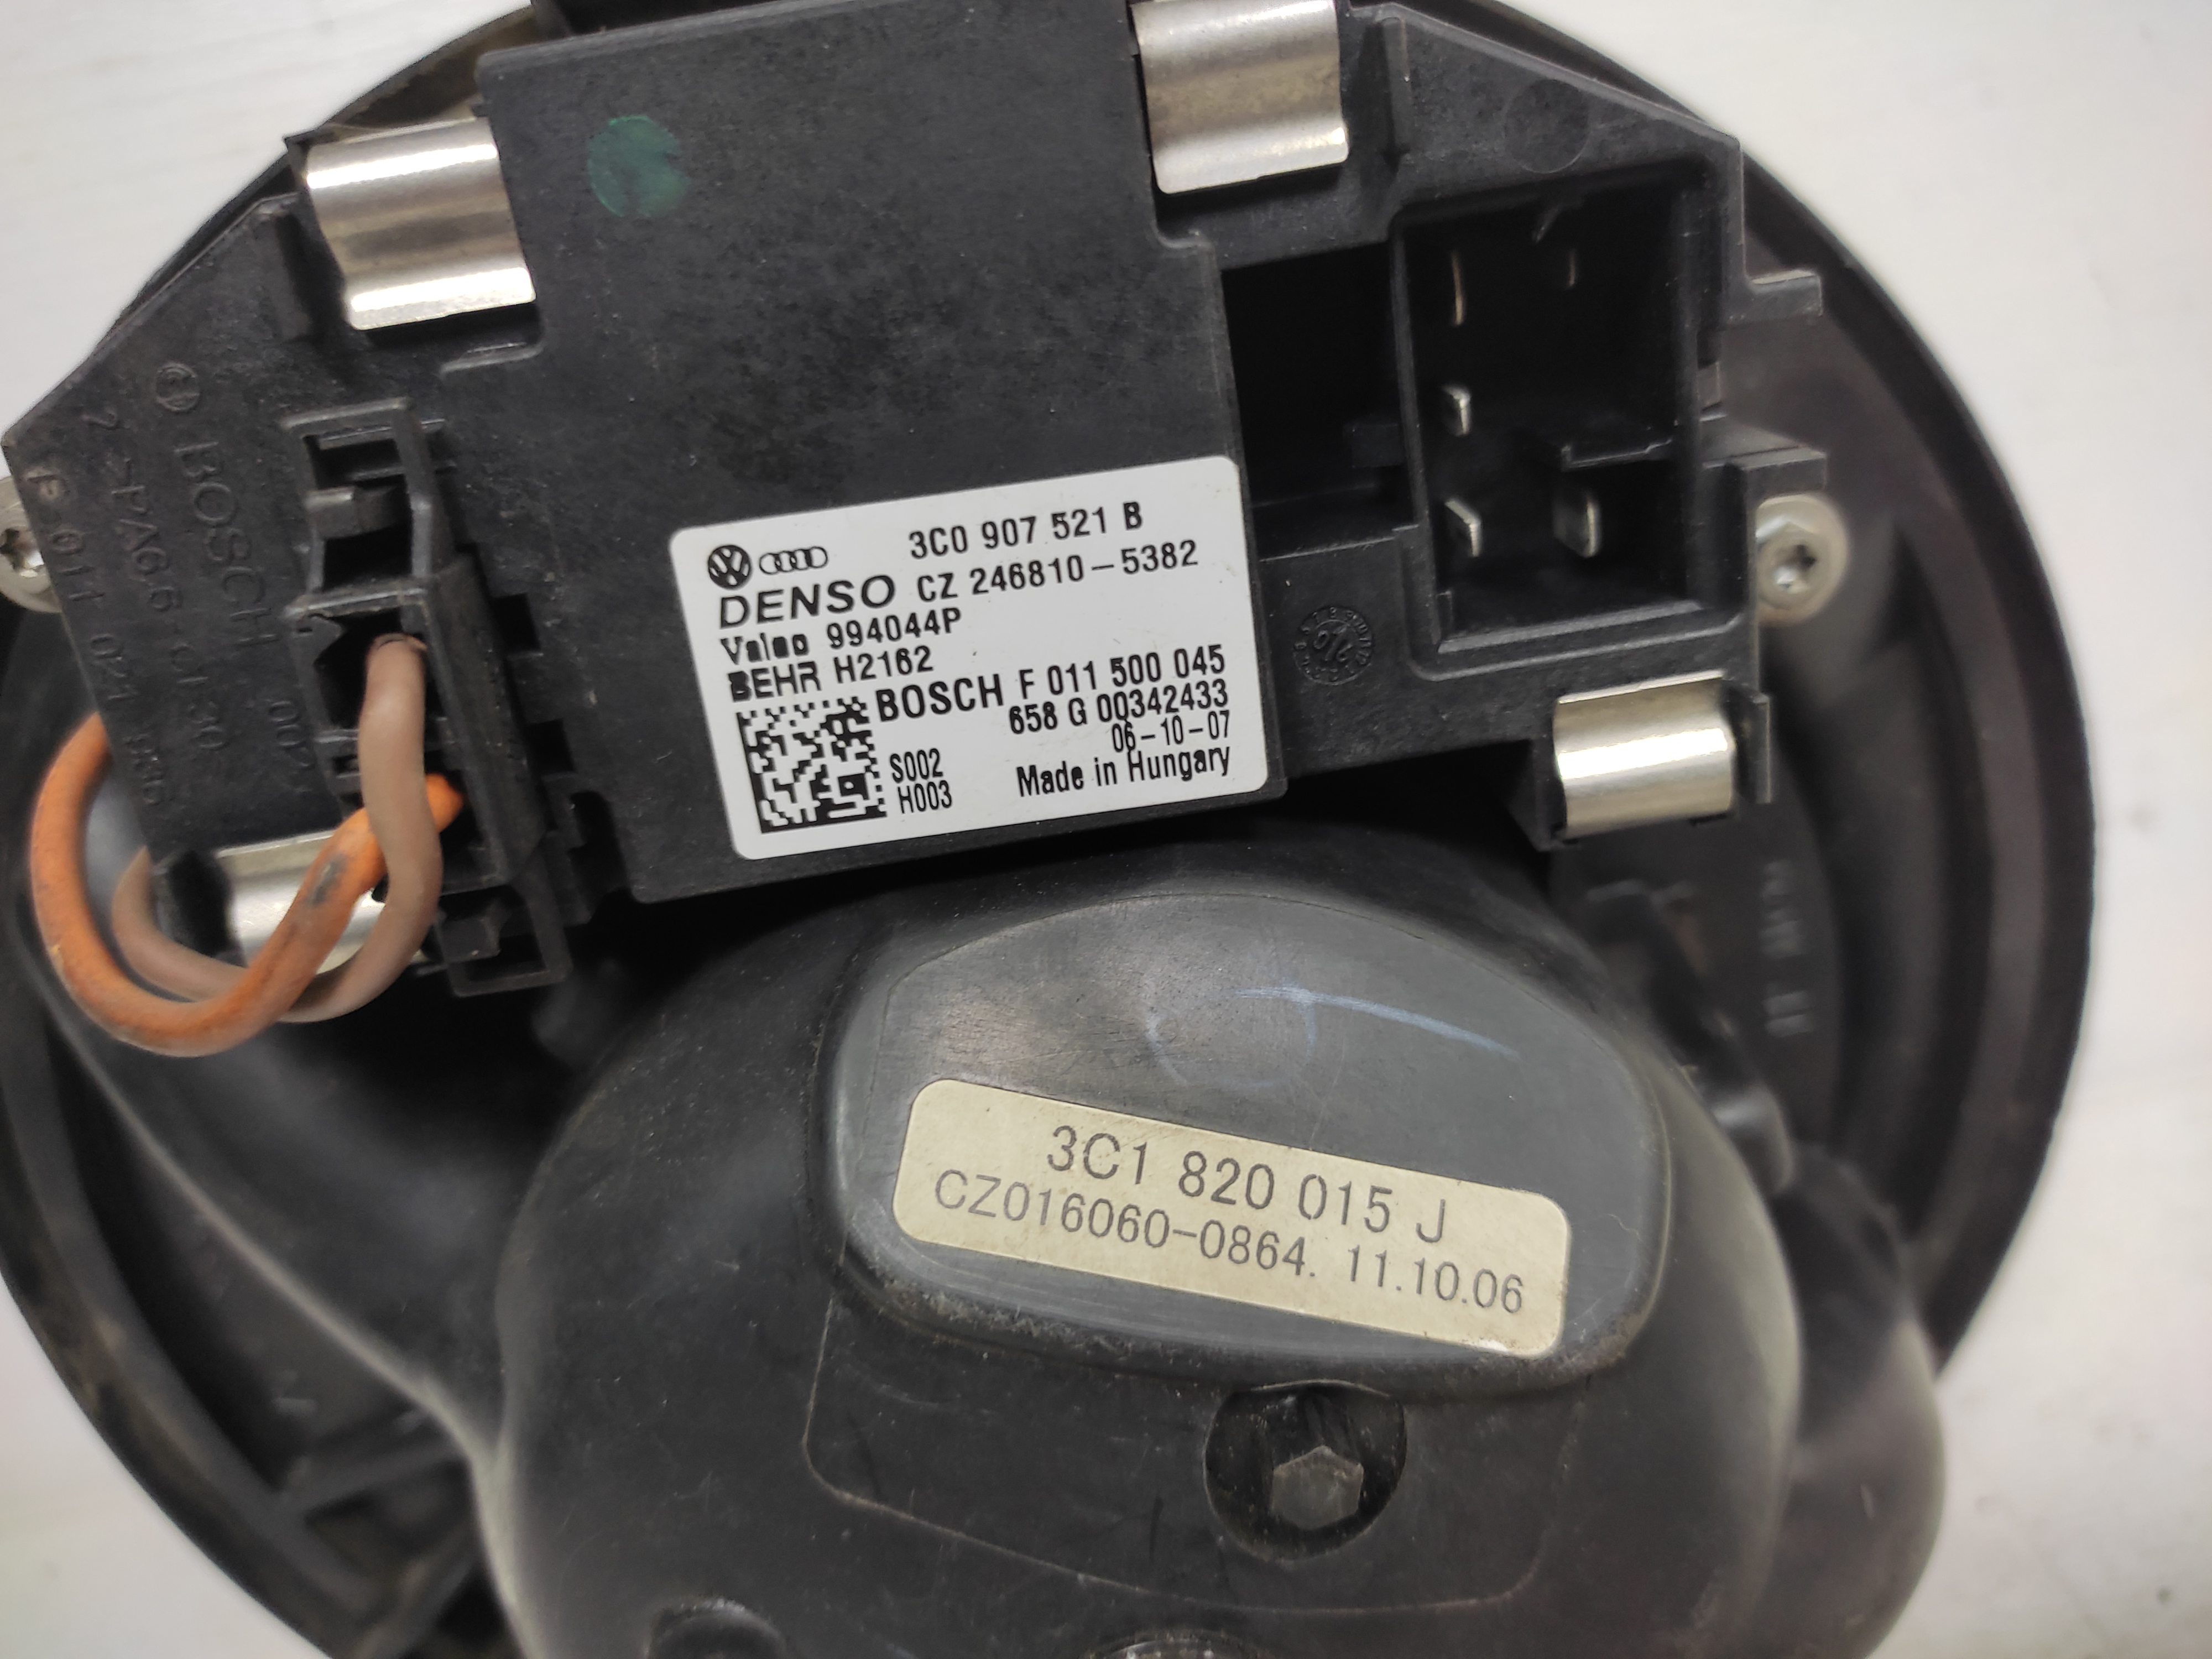 3C0 907 521 B
DENSO CZ 246810-5382
Valeo 994044P
BEHR H2162
BOSCH F 011 500 045
658 G 00342433
06-10-07
S002
H003
Made in Hungary
BOSCH
3C1 820 015 J
CZ016060-0864. 11.10.06